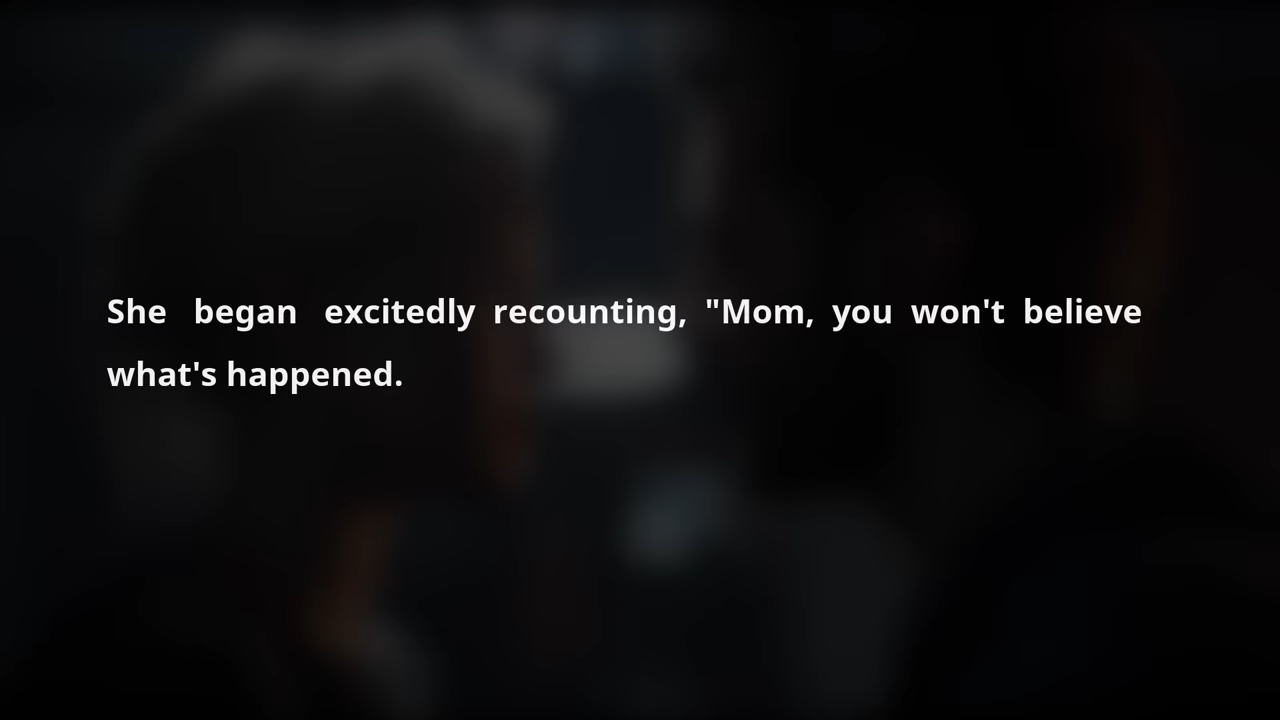 She began excitedly recounting, "Mom, you won't believe
what's happened.